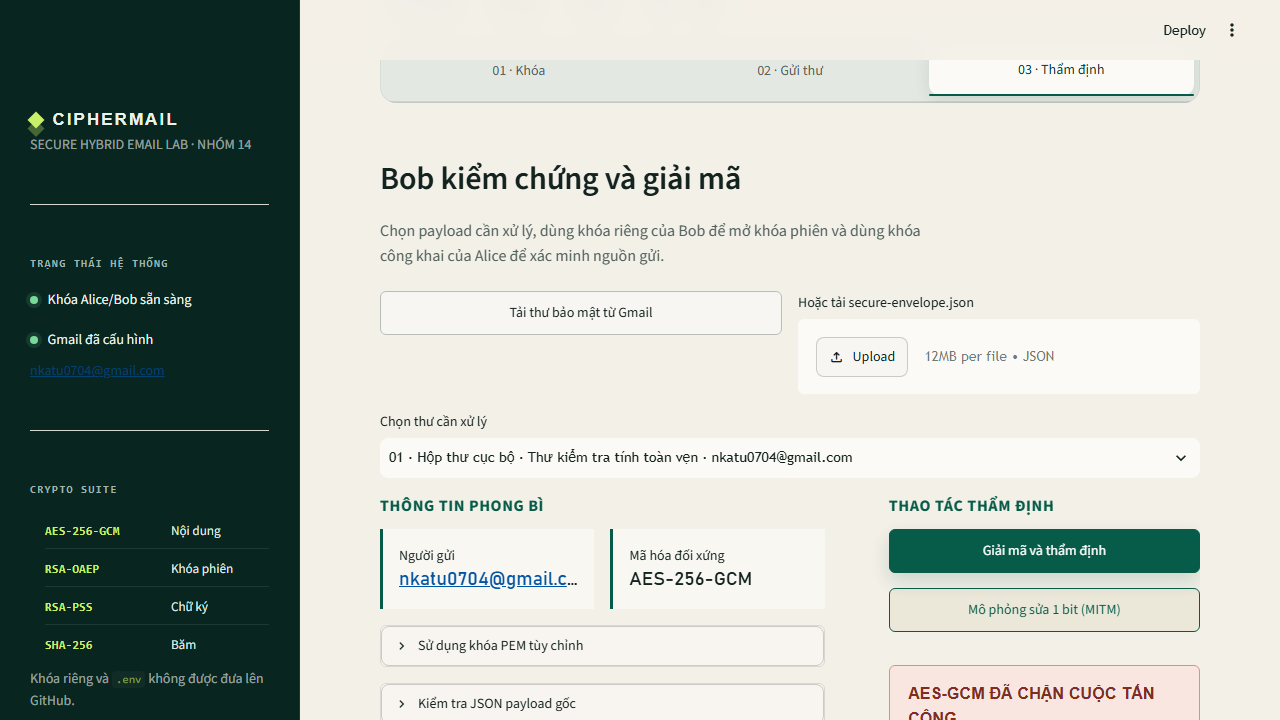 Deploy
CIPHERMAIL
SECURE HYBRID EMAIL LAB · NHÓM 14
TRẠNG THÁI HỆ THỐNG
Khóa Alice/Bob sẵn sàng
Gmail đã cấu hình
nkatu0704@gmail.com
CRYPTO SUITE
AES-256-GCM Nội dung
RSA-OAEP Khóa phiên
RSA-PSS Chữ ký
SHA-256 Băm
Khóa riêng và .env không được đưa lên
GitHub.
01 · Khóa
02 · Gửi thư
03 · Thẩm định
Bob kiểm chứng và giải mã
Chọn payload cần xử lý, dùng khóa riêng của Bob để mở khóa phiên và dùng khóa
công khai của Alice để xác minh nguồn gửi.
Tải thư bảo mật từ Gmail
Hoặc tải secure-envelope.json
Upload 12MB per file • JSON
Chọn thư cần xử lý
01 · Hộp thư cục bộ · Thư kiểm tra tính toàn vẹn · nkatu0704@gmail.com
THÔNG TIN PHONG BÌ
Người gửi
nkatu0704@gmail.c…
Mã hóa đối xứng
AES-256-GCM
Sử dụng khóa PEM tùy chỉnh
Kiểm tra JSON payload gốc
THAO TÁC THẨM ĐỊNH
Giải mã và thẩm định
Mô phỏng sửa 1 bit (MITM)
AES-GCM ĐÃ CHẶN CUỘC TẤN
CÔNG